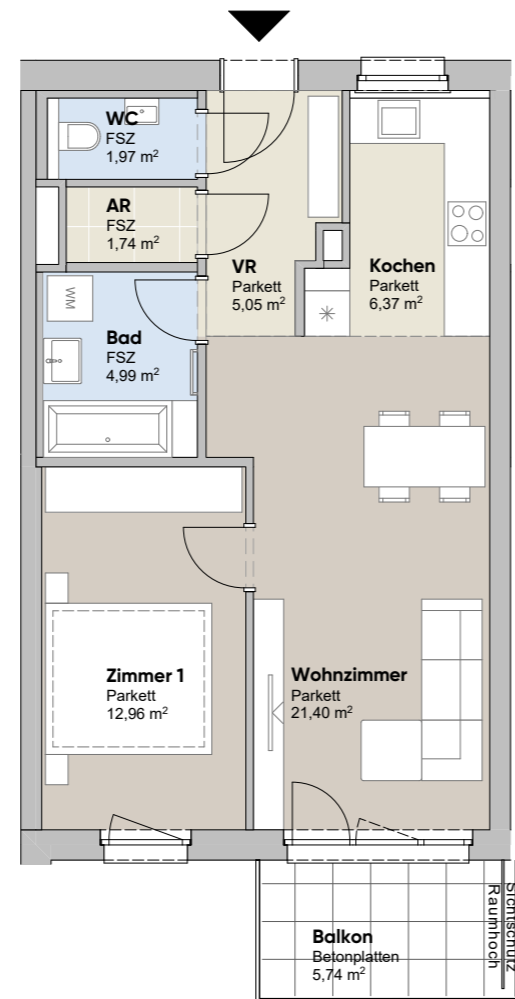 WC
FSZ
1,97 m²
AR
FSZ
1,74 m²
VR
Parkett
5,05 m²
Kochen
Parkett
6,37 m²
WM
Bad
FSZ
4,99 m²
Zimmer 1
Parkett
12,96 m²
Wohnzimmer
Parkett
21,40 m²
Balkon
Betonplatten
5,74 m²
Sichtschutz
Raumhoch